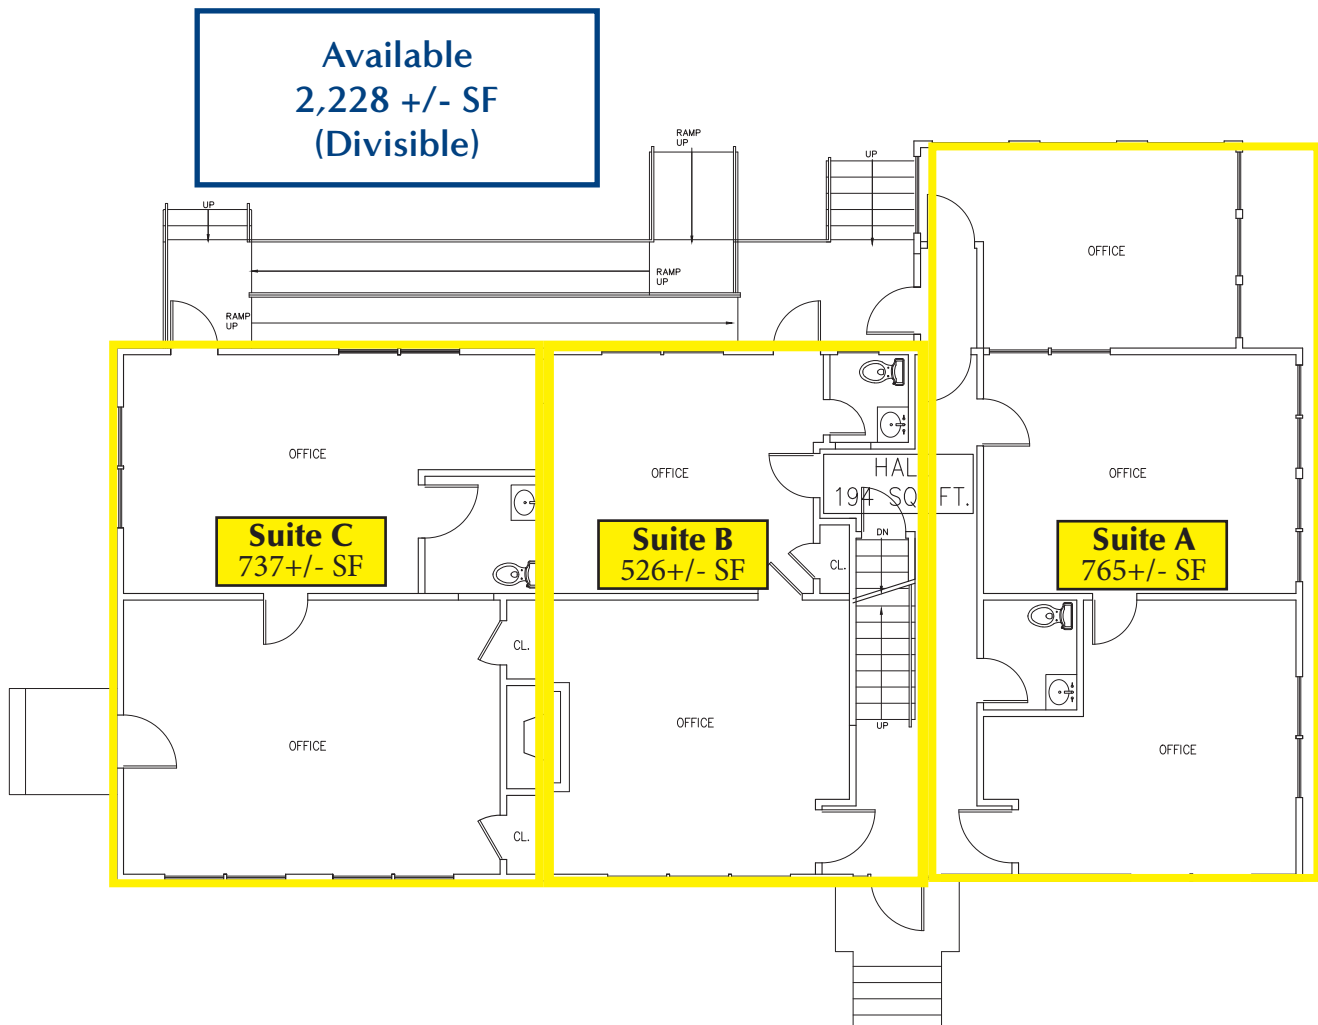 Available
2,228 +/- SF
(Divisible)
RAMP
UP
UP
UP
RAMP
UP
RAMP
UP
OFFICE
OFFICE
OFFICE
OFFICE
HAL
194 SQ FT.
Suite C
737+/- SF
Suite B
526+/- SF
Suite A
765+/- SF
DN
CL.
CL.
OFFICE
OFFICE
OFFICE
UP
CL.